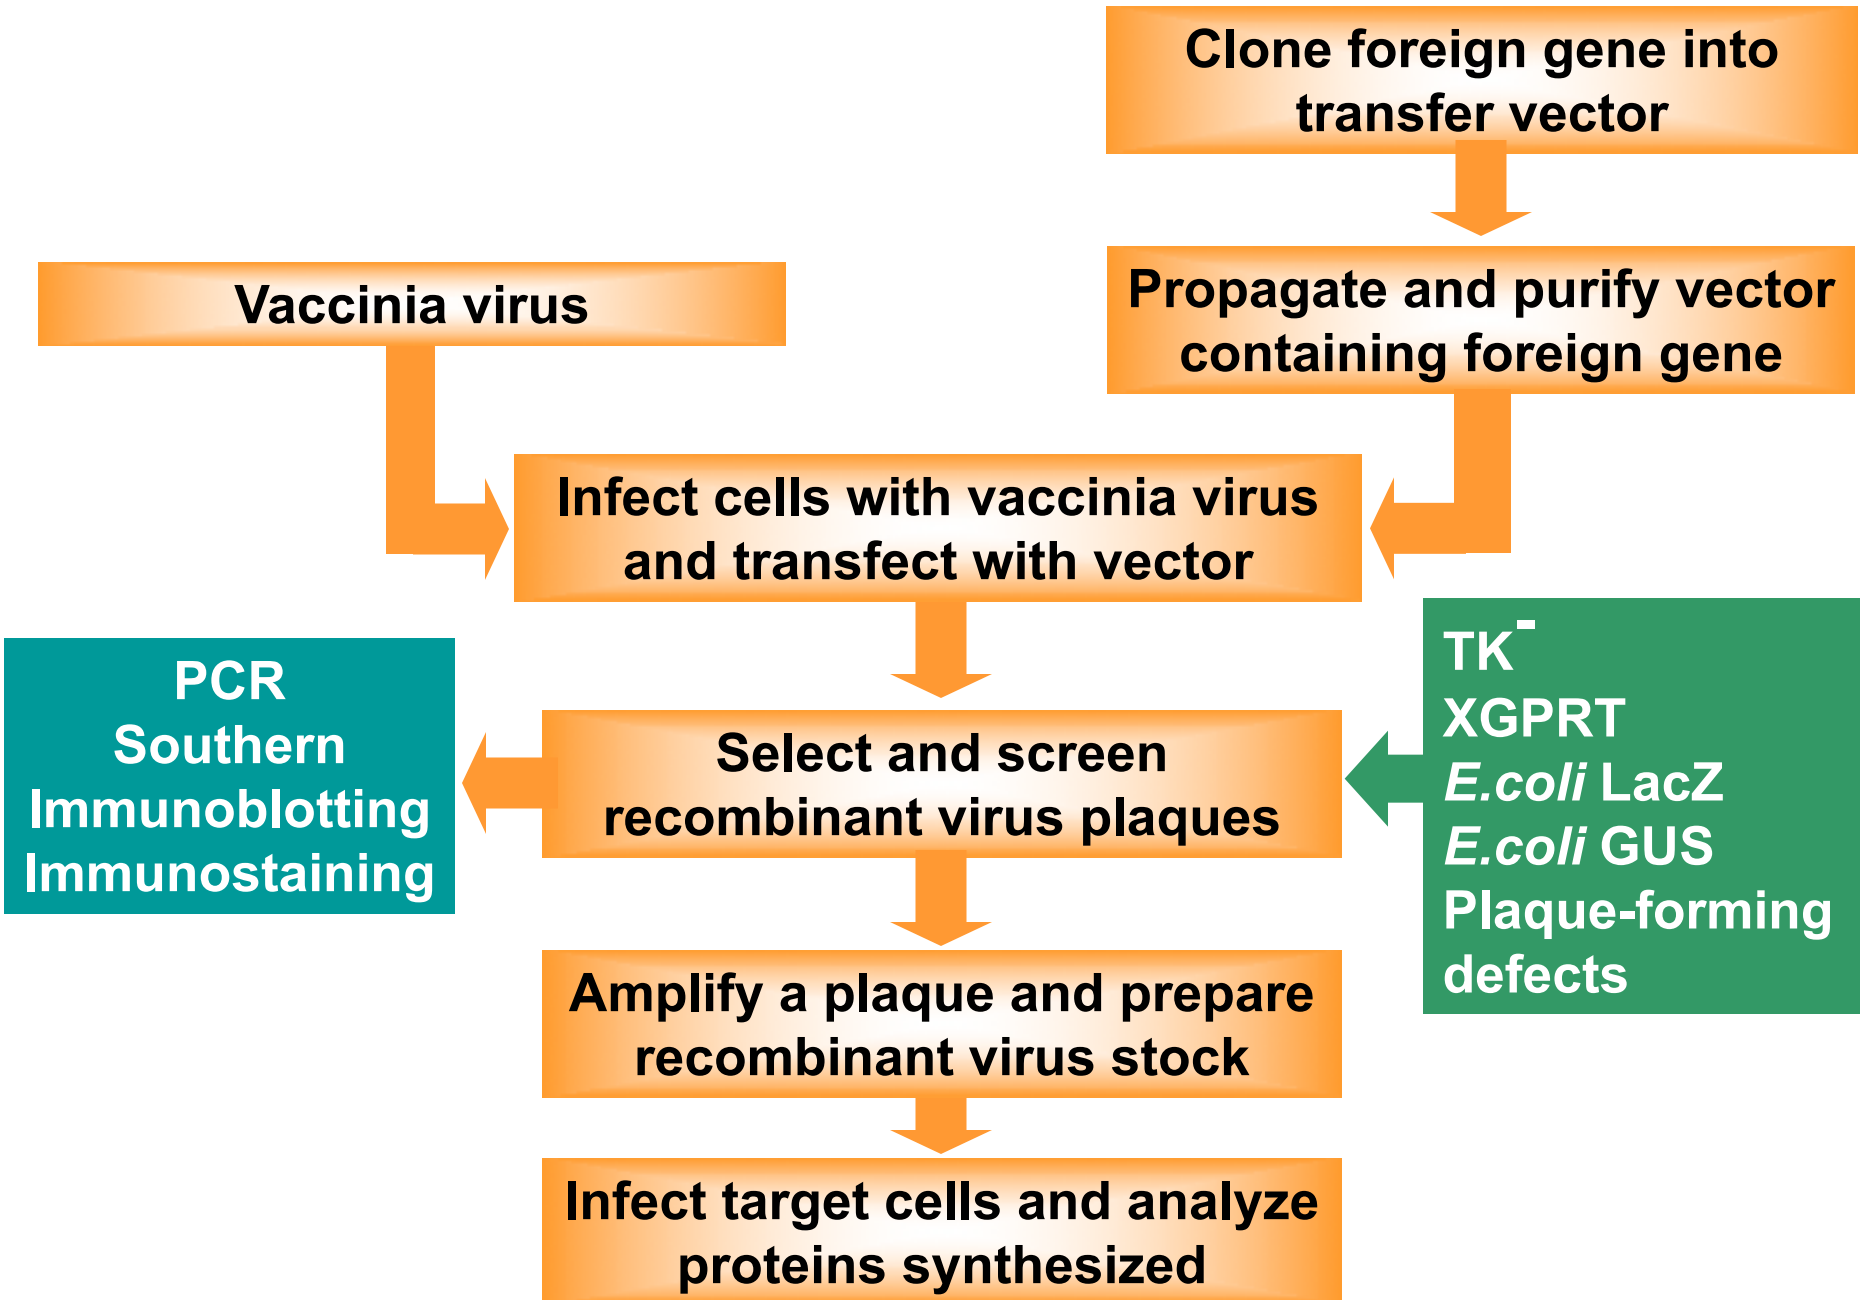 Clone foreign gene into
transfer vector
Vaccinia virus
Propagate and purify vector
containing foreign gene
Infect cells with vaccinia virus
and transfect with vector
PCR
Southern
Immunoblotting
Immunostaining
Select and screen
recombinant virus plaques
TK⁻
XGPRT
E.coli LacZ
E.coli GUS
Plaque-forming
defects
Amplify a plaque and prepare
recombinant virus stock
Infect target cells and analyze
proteins synthesized